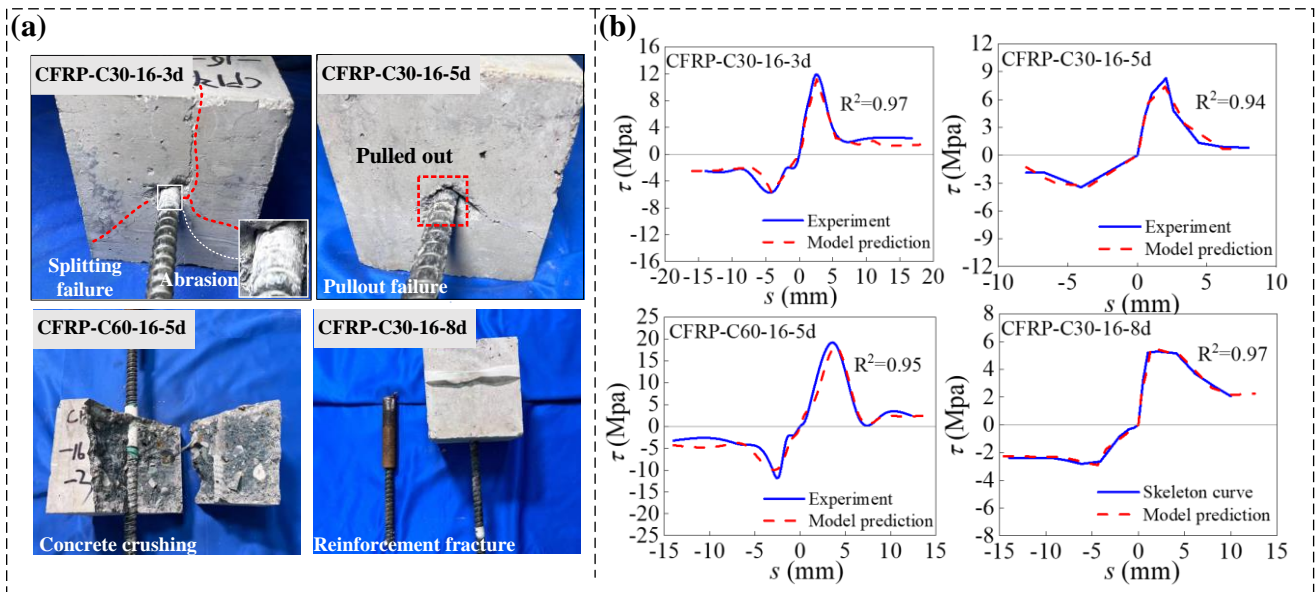 (a)
CFRP-C30-16-3d
Splitting
failure
Abrasion
CFRP-C30-16-5d
Pulled out
Pullout failure
CFRP-C60-16-5d
-16
Concrete crushing
CFRP-C30-16-8d
Reinforcement fracture
(b)
CFRP-C30-16-3d
R²=0.97
16
12
8
4
0
-4
-8
-12
-16
τ (Mpa)
Experiment
Model prediction
-20 -15 -10 -5 0 5 10 15 20
s (mm)
CFRP-C30-16-5d
R²=0.94
12
9
6
3
0
-3
-6
-9
-12
τ (Mpa)
Experiment
Model prediction
-10 -5 0 5 10
s (mm)
CFRP-C60-16-5d
R²=0.95
25
20
15
10
5
0
-5
-10
-15
-20
-25
τ (Mpa)
Experiment
Model prediction
-15 -10 -5 0 5 10 15
s (mm)
CFRP-C30-16-8d
R²=0.97
8
6
4
2
0
-2
-4
-6
-8
τ (Mpa)
Skeleton curve
Model prediction
-15 -10 -5 0 5 10 15
s (mm)